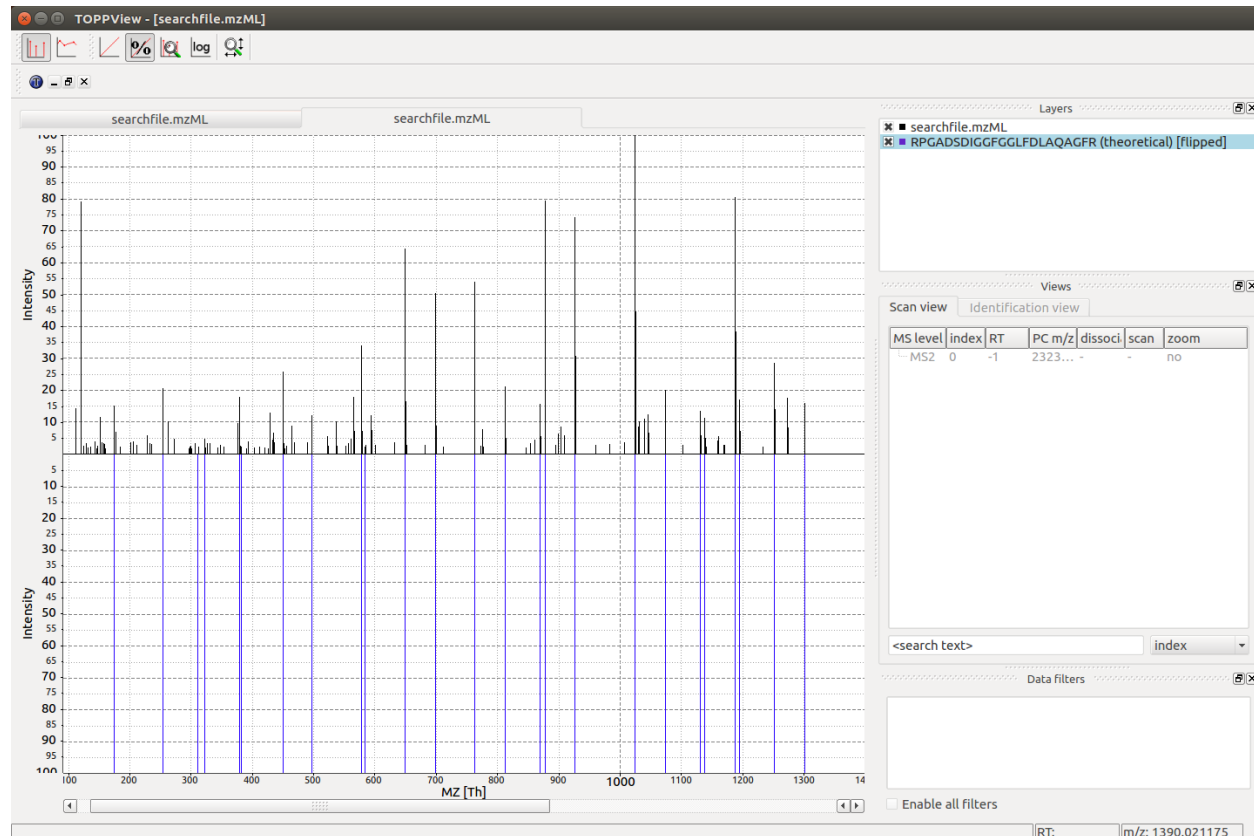 TOPPView - [searchfile.mzML]
% log
searchfile.mzML searchfile.mzML
Layers
searchfile.mzML
RPGADSDIGGFGGLFDLAQAGFR (theoretical) [flipped]
Views
Scan view Identification view
MS level index RT PC m/z dissoci scan zoom
MS2 0 -1 2323... - - no
<search text> index
Data filters
Enable all filters
Intensity
100
95
90
85
80
75
70
65
60
55
50
45
40
35
30
25
20
15
10
5
Intensity
5
10
15
20
25
30
35
40
45
50
55
60
65
70
75
80
85
90
95
100
100 200 300 400 500 600 700 800 900 1000 1100 1200 1300 14
MZ [Th]
RT: m/z: 1390.021175